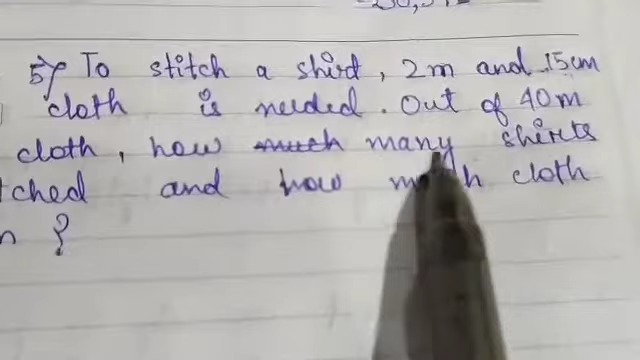 5) To stitch a shirt, 2m and 15cm
cloth is needed. Out of 40m
cloth, how much many shirts
tched and how cloth
n ?